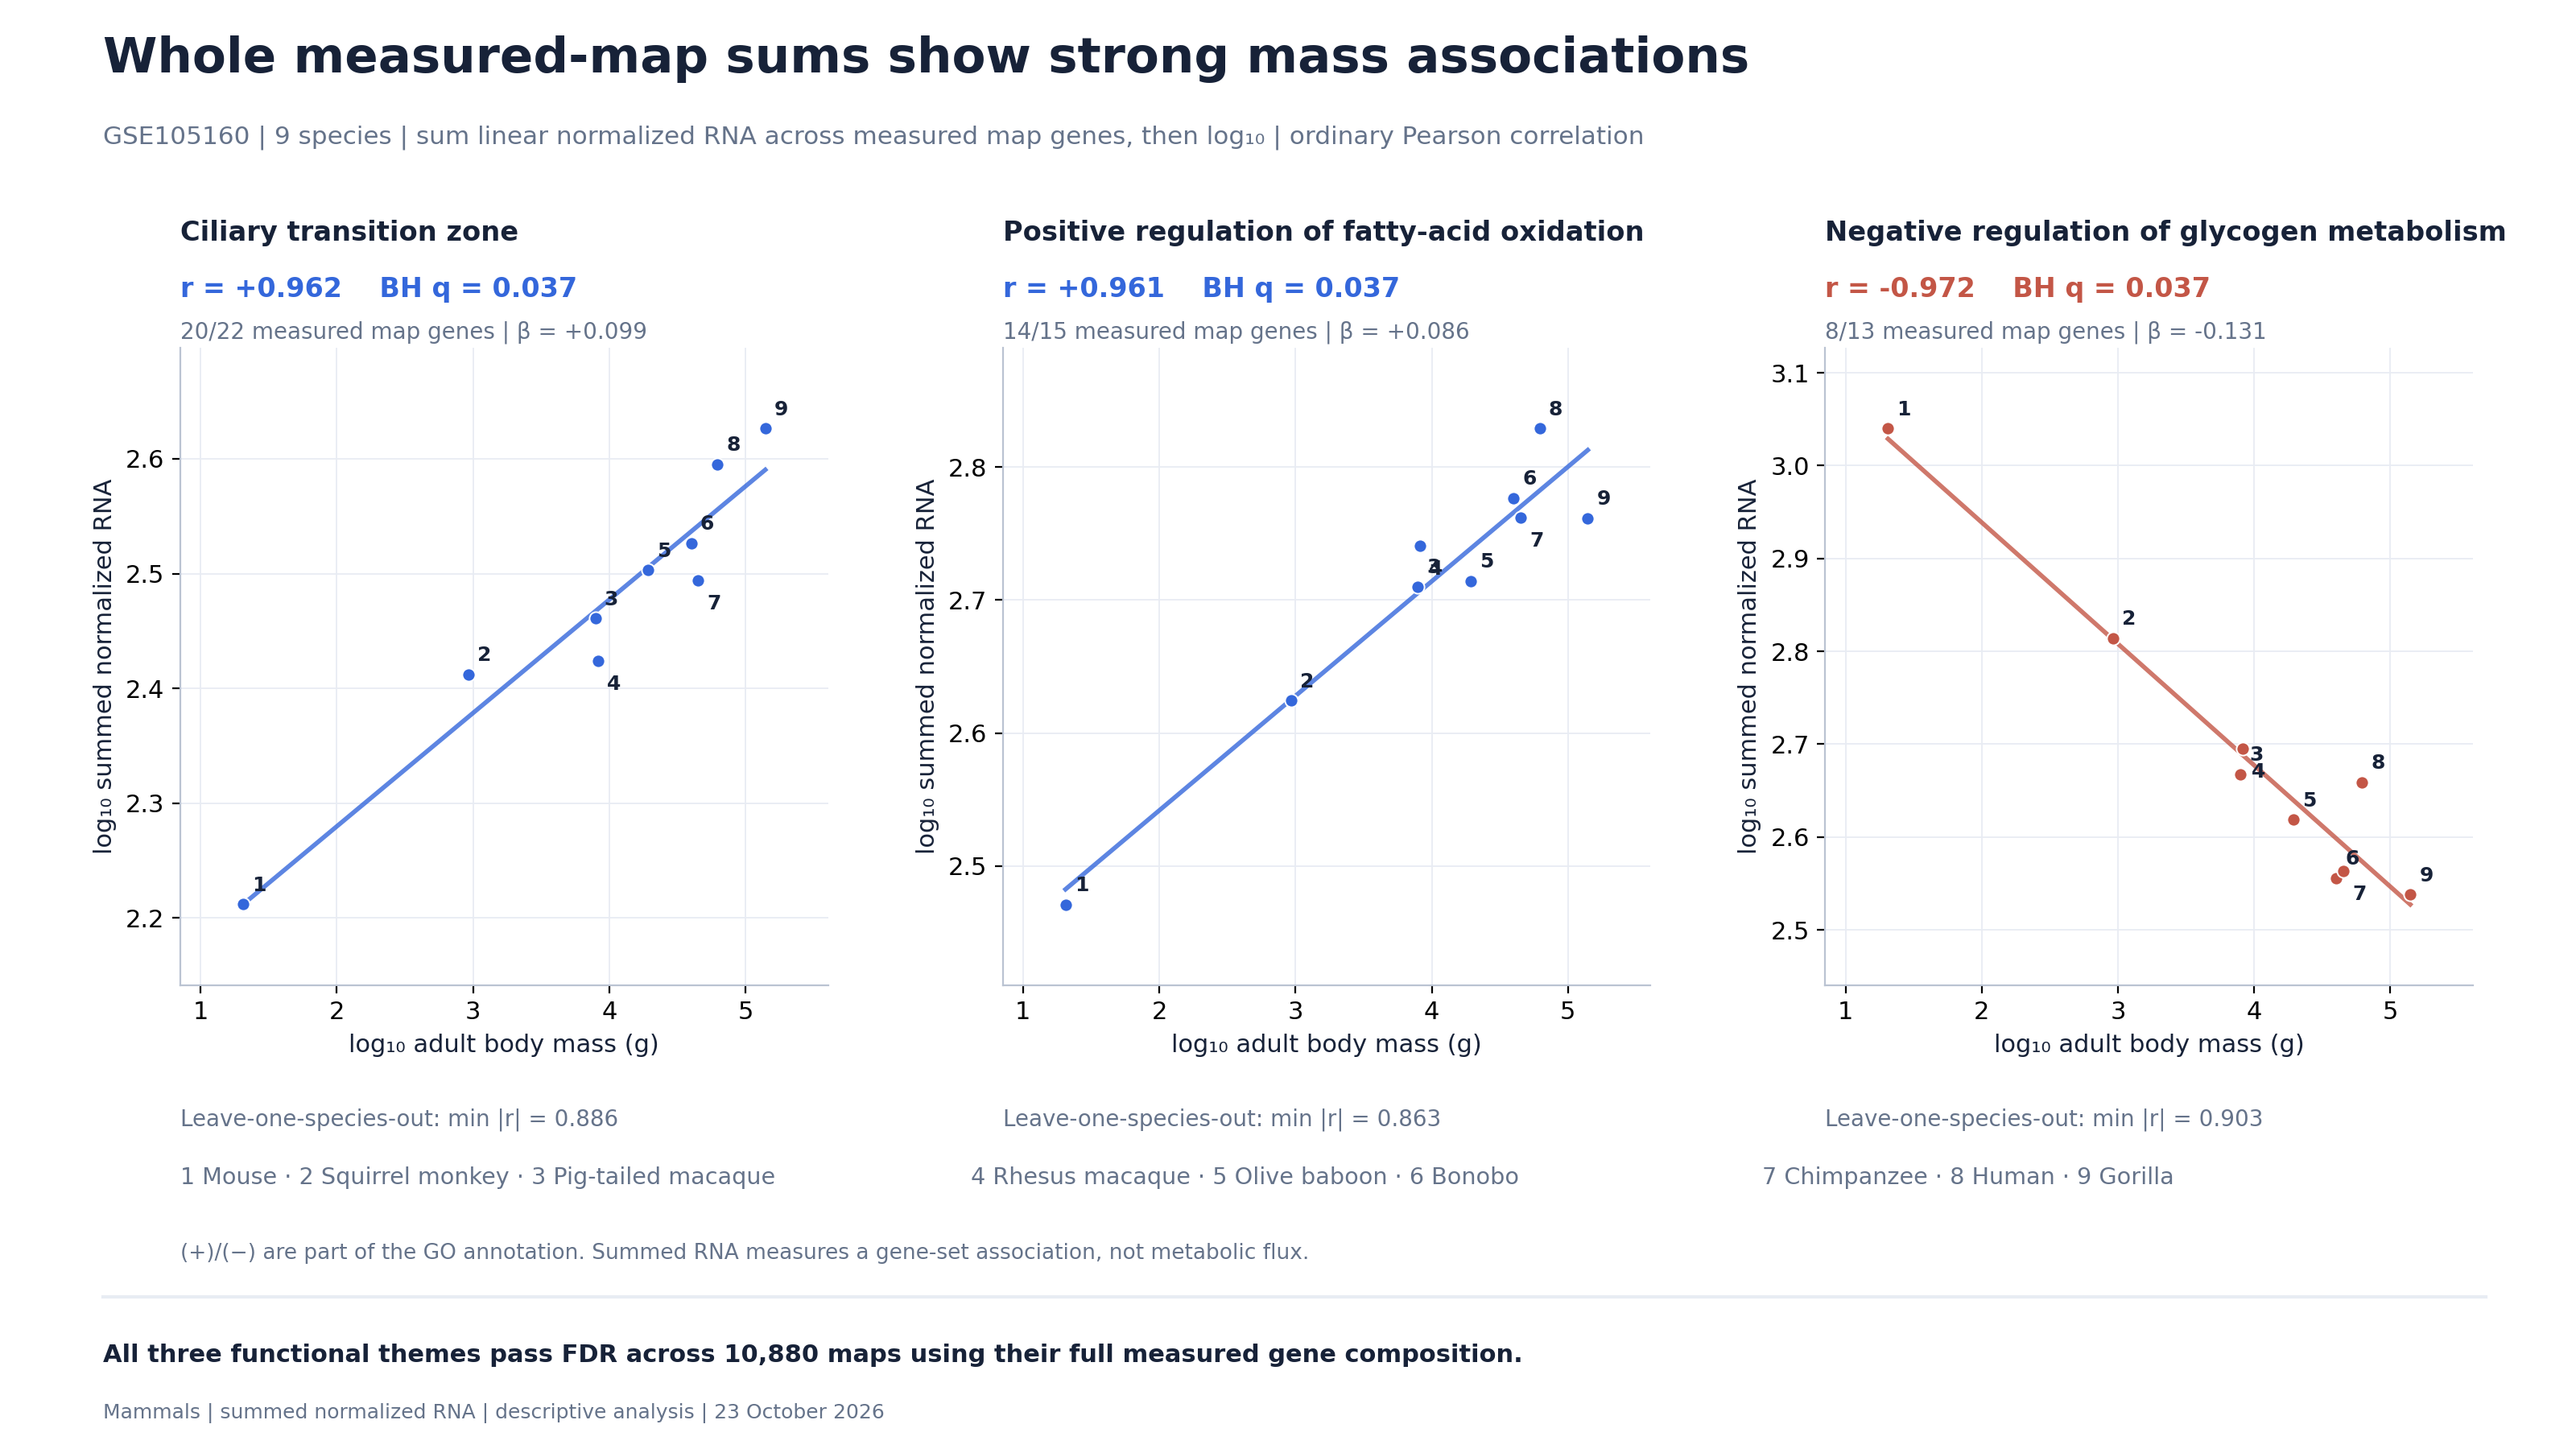 Whole measured-map sums show strong mass associations
GSE105160 | 9 species | sum linear normalized RNA across measured map genes, then log₁₀ | ordinary Pearson correlation
Ciliary transition zone
r = +0.962 BH q = 0.037
20/22 measured map genes | β = +0.099
log₁₀ summed normalized RNA
2.6
2.5
2.4
2.3
2.2
1
2
3
4
5
6
7
8
9
1 2 3 4 5
log₁₀ adult body mass (g)
Leave-one-species-out: min |r| = 0.886
Positive regulation of fatty-acid oxidation
r = +0.961 BH q = 0.037
14/15 measured map genes | β = +0.086
log₁₀ summed normalized RNA
2.8
2.7
2.6
2.5
1
2
3
4
5
6
7
8
9
1 2 3 4 5
log₁₀ adult body mass (g)
Leave-one-species-out: min |r| = 0.863
Negative regulation of glycogen metabolism
r = -0.972 BH q = 0.037
8/13 measured map genes | β = -0.131
log₁₀ summed normalized RNA
3.1
3.0
2.9
2.8
2.7
2.6
2.5
1
2
3
4
5
6
7
8
9
1 2 3 4 5
log₁₀ adult body mass (g)
Leave-one-species-out: min |r| = 0.903
1 Mouse · 2 Squirrel monkey · 3 Pig-tailed macaque
4 Rhesus macaque · 5 Olive baboon · 6 Bonobo
7 Chimpanzee · 8 Human · 9 Gorilla
(+)/(−) are part of the GO annotation. Summed RNA measures a gene-set association, not metabolic flux.
All three functional themes pass FDR across 10,880 maps using their full measured gene composition.
Mammals | summed normalized RNA | descriptive analysis | 23 October 2026